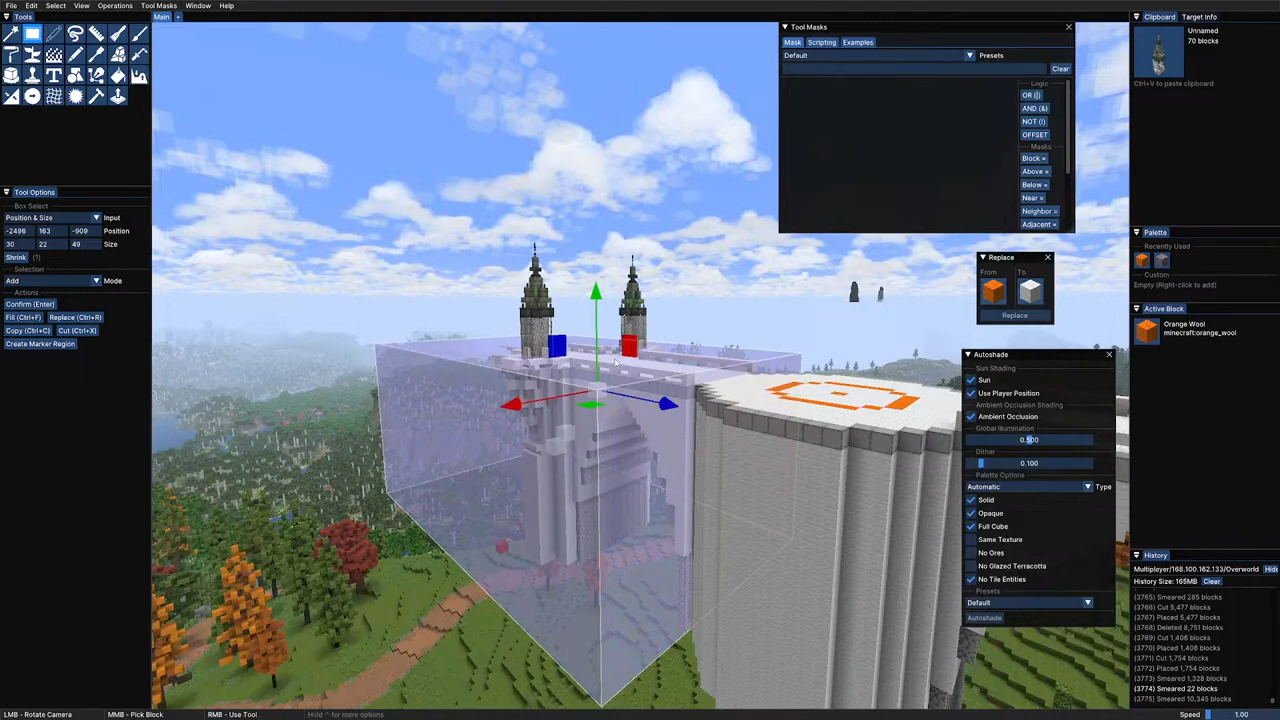 File Edit Select View Operations Tool Masks Window Help
Tools
Main +
Tool Options
Box Select
Position & Size Input
-2496 163 -909 Position
30 22 49 Size
Shrink (?)
Selection
Add Mode
Actions
Confirm (Enter)
Fill (Ctrl+F) Replace (Ctrl+R)
Copy (Ctrl+C) Cut (Ctrl+X)
Create Marker Region
Tool Masks
Mask Scripting Examples
Default Presets
Clear
Logic
OR (|)
AND (&)
NOT (!)
OFFSET
Masks
Block =
Above =
Below =
Near =
Neighbor =
Adjacent =
Replace
From To
Replace
Autoshade
Sun Shading
Sun
Use Player Position
Ambient Occlusion Shading
Ambient Occlusion
Global Illumination
0.500
Dither
0.100
Palette Options
Automatic Type
Solid
Opaque
Full Cube
Same Texture
No Ores
No Glazed Terracotta
No Tile Entities
Presets
Default
Autoshade
Clipboard Target Info
Unnamed
70 blocks
Ctrl+V to paste clipboard
Palette
Recently Used
Custom
Empty (Right-click to add)
Active Block
Orange Wool
minecraft:orange_wool
History
Multiplayer/168.100.162.133/Overworld Hide
History Size: 165MB Clear
(3765) Smeared 285 blocks
(3766) Cut 5,477 blocks
(3767) Placed 5,477 blocks
(3768) Deleted 8,751 blocks
(3769) Cut 1,406 blocks
(3770) Placed 1,406 blocks
(3771) Cut 1,754 blocks
(3772) Placed 1,754 blocks
(3773) Smeared 1,328 blocks
(3774) Smeared 22 blocks
(3775) Smeared 10,345 blocks
LMB - Rotate Camera MMB - Pick Block RMB - Use Tool Hold ^ for more options
Speed 1.00